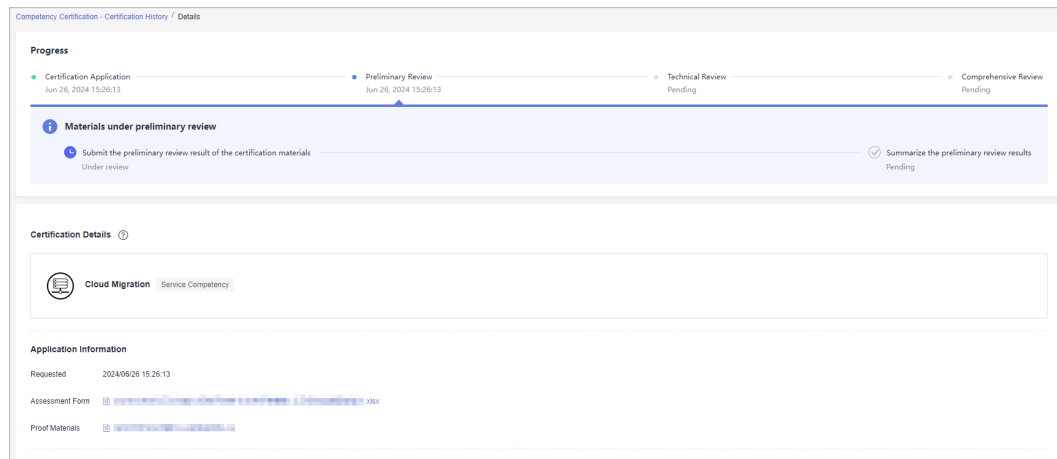 Competency Certification - Certification History / Details
Progress
Certification Application
Jun 26, 2024 15:26:13
Preliminary Review
Jun 26, 2024 15:26:13
Technical Review
Pending
Comprehensive Review
Pending
Materials under preliminary review
Submit the preliminary review result of the certification materials
Under review
Summarize the preliminary review results
Pending
Certification Details
Cloud Migration Service Competency
Application Information
Requested 2024/06/26 15:26:13
Assessment Form .xlsx
Proof Materials